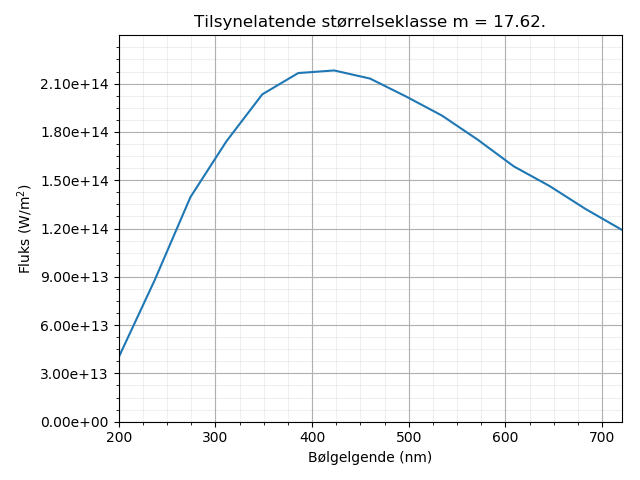 Tilsynelatende størrelseklasse m = 17.62.
Fluks (W/m²)
2.10e+14
1.80e+14
1.50e+14
1.20e+14
9.00e+13
6.00e+13
3.00e+13
0.00e+00
200 300 400 500 600 700
Bølgelgende (nm)